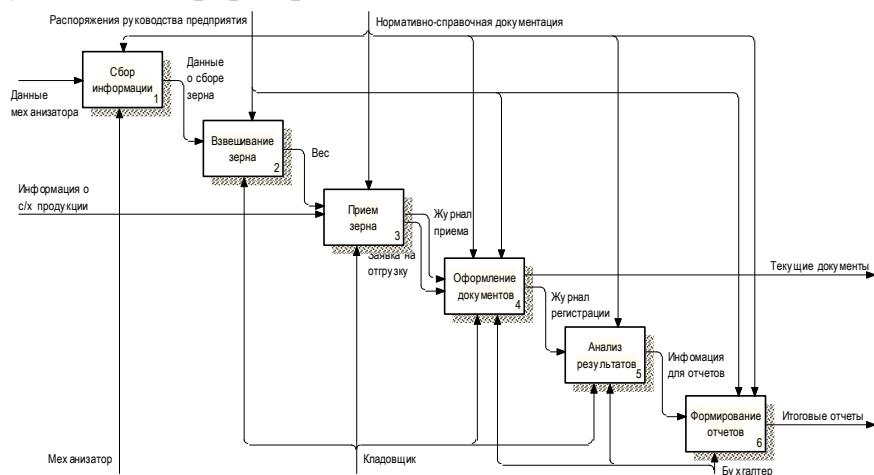 Распоряжения руководства предприятия
Нормативно-справочная документация
Сбор
информации
1
Данные
о сборе
зерна
Данные
механизатора
Взвешивание
зерна
2
Вес
Информация о
с/х продукции
Прием
зерна
3
Журнал
приема
Заявка на
отгрузку
Оформление
документов
4
Текущие документы
Журнал
регистрации
Анализ
результатов
5
Инфомация
для отчетов
Формирование
отчетов
6
Итоговые отчеты
Механизатор
Кладовщик
Бухгалтер